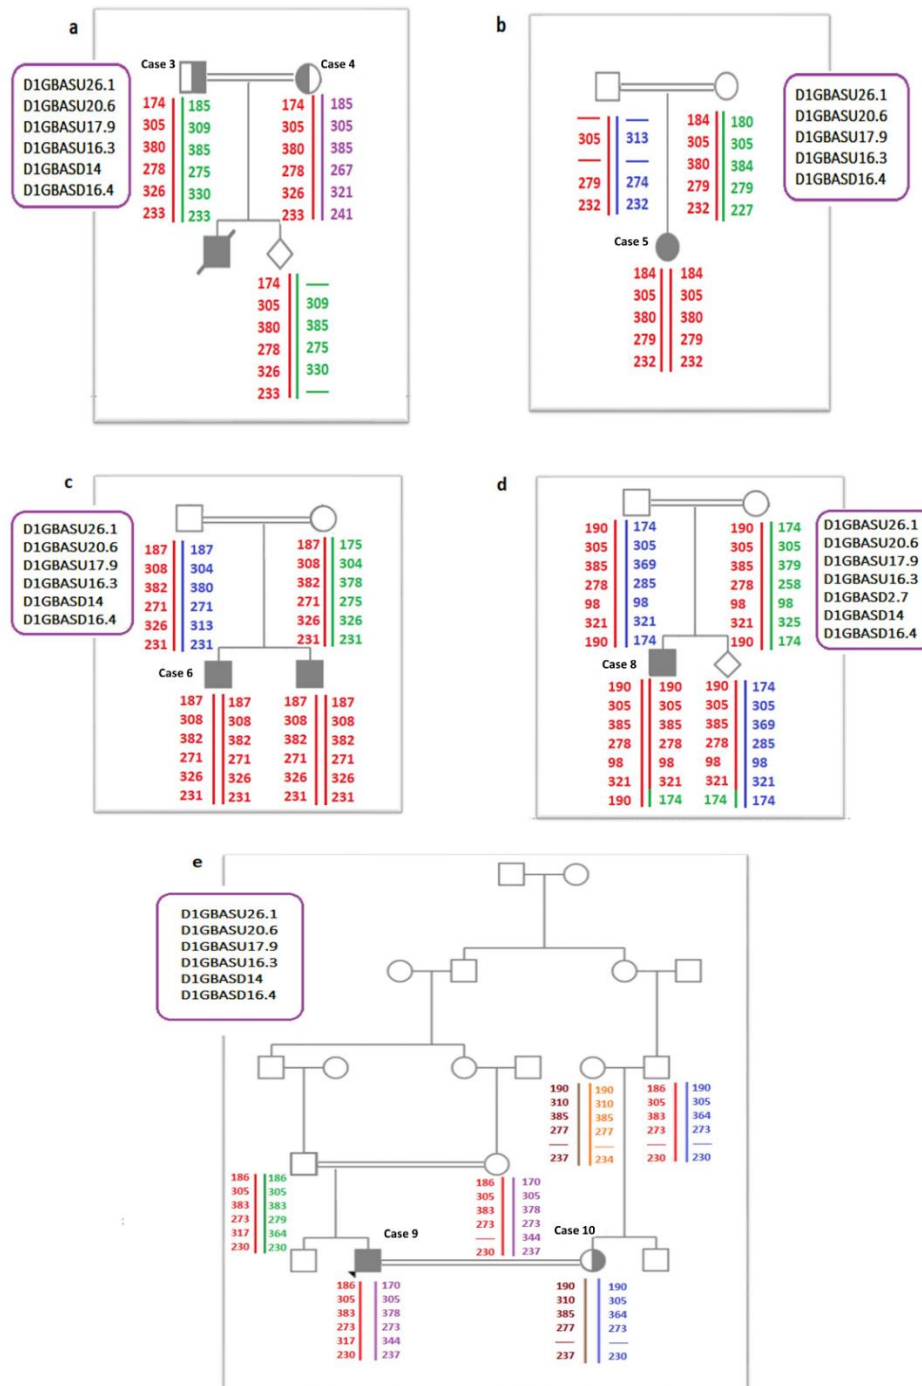 a
Case 3
Case 4
D1GBASU26.1
D1GBASU20.6
D1GBASU17.9
D1GBASU16.3
D1GBASD14
D1GBASD16.4
174 185 174 185
305 309 305 305
380 385 380 385
278 275 278 267
326 330 326 321
233 233 233 241
174 —
305 309
380 385
278 275
326 330
233 —
b
D1GBASU26.1
D1GBASU20.6
D1GBASU17.9
D1GBASU16.3
D1GBASD16.4
— — 184 180
305 313 305 305
— — 380 384
279 274 279 279
232 232 232 227
Case 5
184 184
305 305
380 380
279 279
232 232
c
D1GBASU26.1
D1GBASU20.6
D1GBASU17.9
D1GBASU16.3
D1GBASD14
D1GBASD16.4
187 187 187 175
308 304 308 304
382 380 382 378
271 271 271 275
326 313 326 326
231 231 231 231
Case 6
187 187 187 187
308 308 308 308
382 382 382 382
271 271 271 271
326 326 326 326
231 231 231 231
d
D1GBASU26.1
D1GBASU20.6
D1GBASU17.9
D1GBASU16.3
D1GBASD2.7
D1GBASD14
D1GBASD16.4
190 174 190 174
305 305 305 305
385 369 385 379
278 285 278 258
98 98 98 98
321 321 321 325
190 174 190 174
Case 8
190 190 190 174
305 305 305 305
385 385 385 369
278 278 278 285
98 98 98 98
321 321 321 321
190 174 174 174
e
D1GBASU26.1
D1GBASU20.6
D1GBASU17.9
D1GBASU16.3
D1GBASD14
D1GBASD16.4
190 190 186 190
310 310 305 305
385 385 383 364
277 277 273 273
— — — —
237 234 230 230
186 186 186 170
305 305 305 305
383 383 383 378
273 279 273 273
317 364 — 344
230 230 230 237
Case 9
Case 10
186 170 190 190
305 305 310 305
383 378 385 364
273 273 277 273
317 344 — —
230 237 237 230